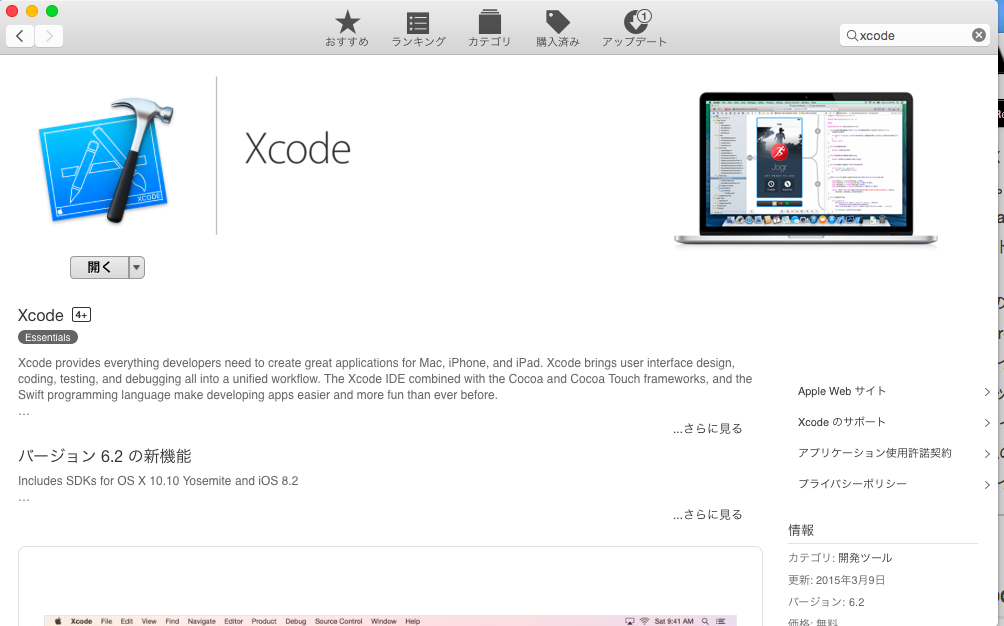 おすすめ
ランキング
カテゴリ
購入済み
1
アップデート
xcode
XCODE
Xcode
Jogr
開く
Xcode 4+
Essentials
Xcode provides everything developers need to create great applications for Mac, iPhone, and iPad. Xcode brings user interface design,
coding, testing, and debugging all into a unified workflow. The Xcode IDE combined with the Cocoa and Cocoa Touch frameworks, and the
Swift programming language make developing apps easier and more fun than ever before.
…
...さらに見る
バージョン 6.2 の新機能
Includes SDKs for OS X 10.10 Yosemite and iOS 8.2
…
...さらに見る
Xcode File Edit View Find Navigate Editor Product Debug Source Control Window Help
Sat 9:41 AM
Apple Web サイト
Xcode のサポート
アプリケーション使用許諾契約
プライバシーポリシー
情報
カテゴリ: 開発ツール
更新: 2015年3月9日
バージョン: 6.2
価格: 無料